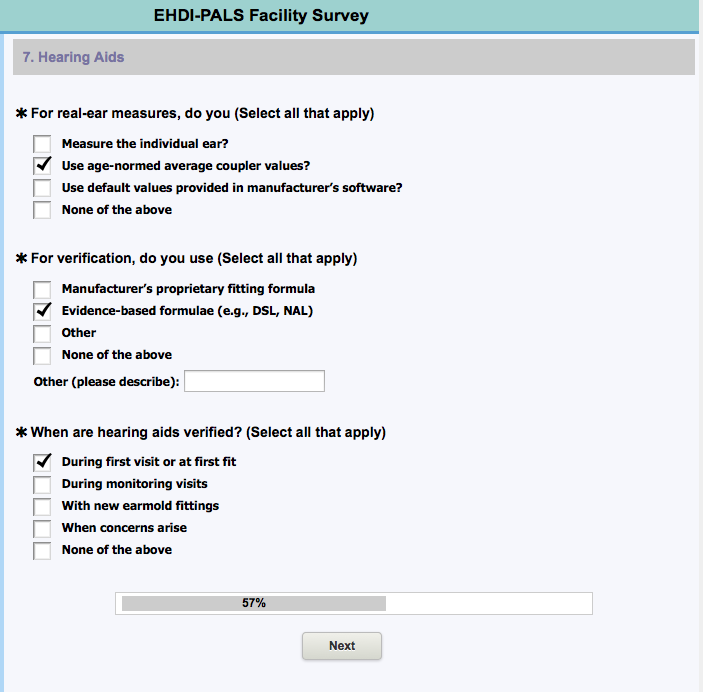 EHDI-PALS Facility Survey
7. Hearing Aids
✱ For real-ear measures, do you (Select all that apply)
Measure the individual ear?
Use age-normed average coupler values?
Use default values provided in manufacturer's software?
None of the above
✱ For verification, do you use (Select all that apply)
Manufacturer's proprietary fitting formula
Evidence-based formulae (e.g., DSL, NAL)
Other
None of the above
Other (please describe):
✱ When are hearing aids verified? (Select all that apply)
During first visit or at first fit
During monitoring visits
With new earmold fittings
When concerns arise
None of the above
57%
Next